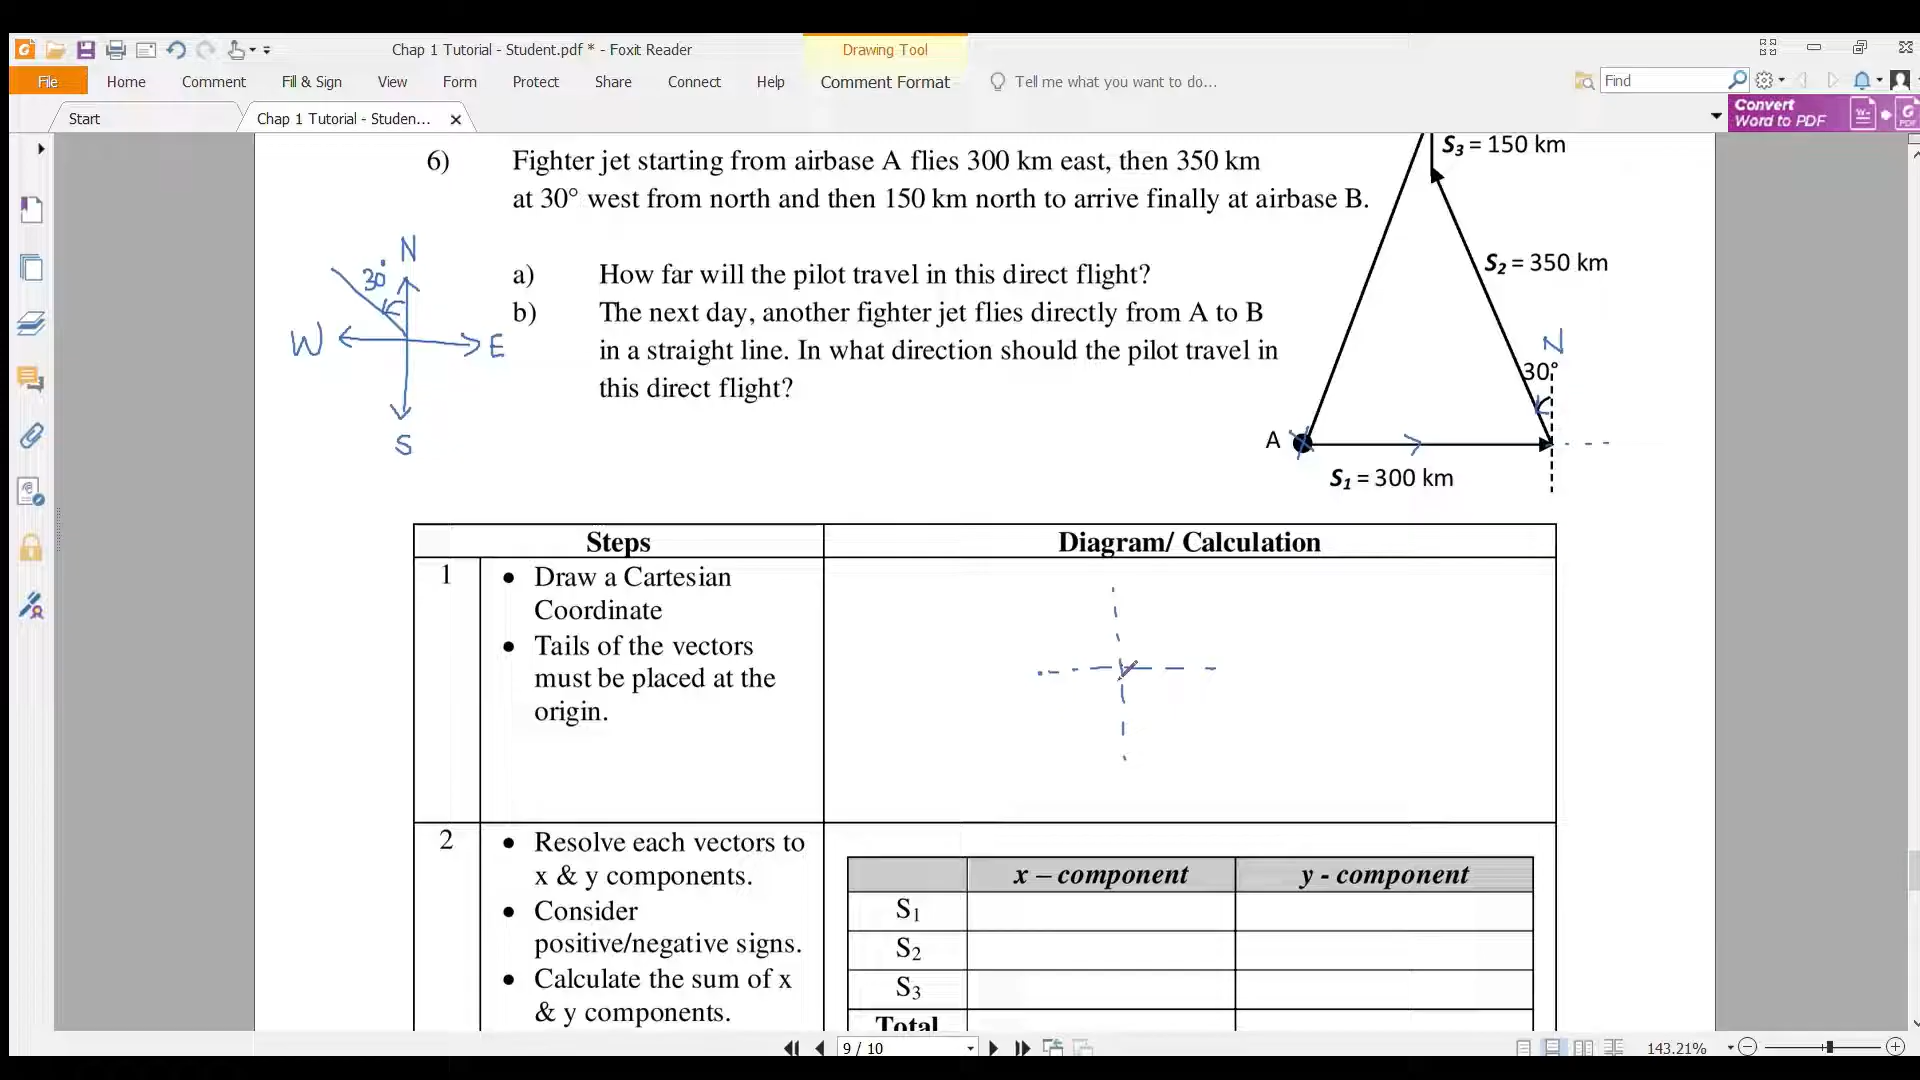 Chap 1 Tutorial - Student.pdf * - Foxit Reader
Drawing Tool
File
Home
Comment
Fill & Sign
View
Form
Protect
Share
Connect
Help
Comment Format
Tell me what you want to do...
Find
Start
Chap 1 Tutorial - Studen...
Convert
Word to PDF
6) Fighter jet starting from airbase A flies 300 km east, then 350 km
at 30° west from north and then 150 km north to arrive finally at airbase B.
a) How far will the pilot travel in this direct flight?
b) The next day, another fighter jet flies directly from A to B
in a straight line. In what direction should the pilot travel in
this direct flight?
N
30°
W
E
S
S3 = 150 km
S2 = 350 km
N
30°
A
S1 = 300 km
Steps
Diagram/ Calculation
1
• Draw a Cartesian
Coordinate
• Tails of the vectors
must be placed at the
origin.
2
• Resolve each vectors to
x & y components.
• Consider
positive/negative signs.
• Calculate the sum of x
& y components.
x – component
y - component
S1
S2
S3
Total
9 / 10
143.21%